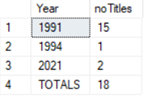 Year noTitles
1 1991 15
2 1994 1
3 2021 2
4 TOTALS 18